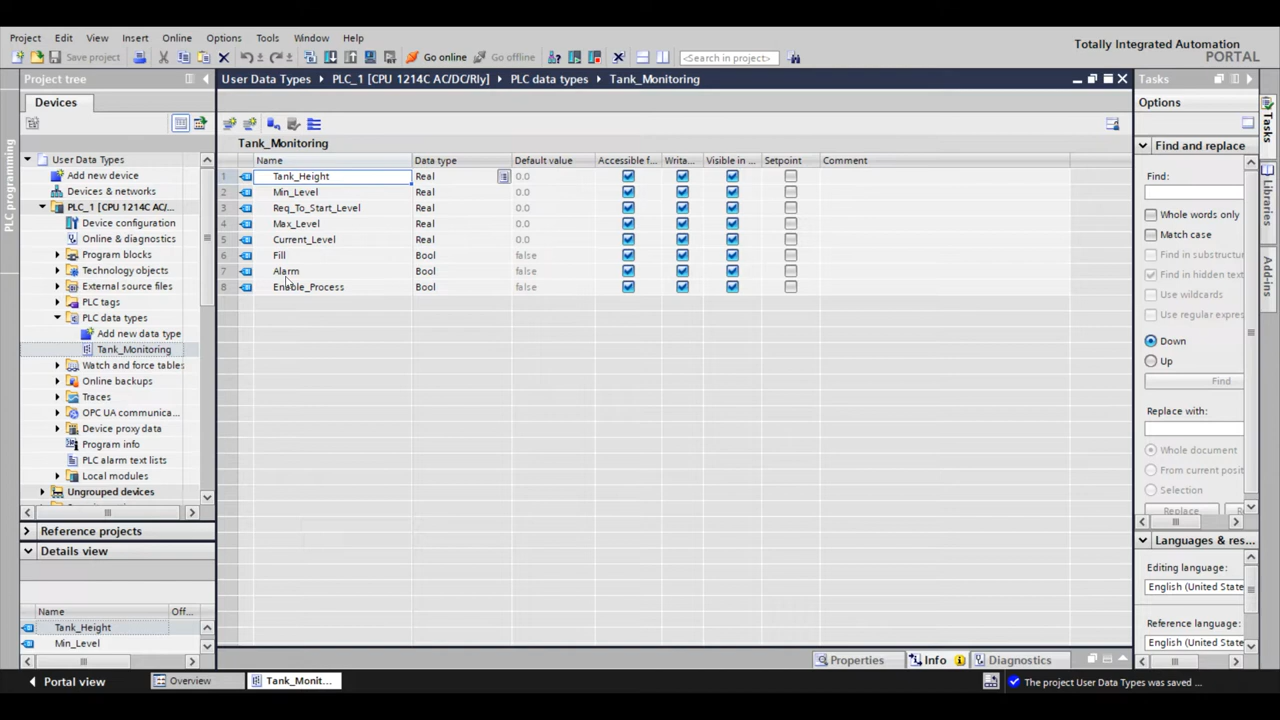 Project Edit View Insert Online Options Tools Window Help
Totally Integrated Automation
PORTAL
Save project Go online Go offline <Search in project>
Project tree
User Data Types PLC_1 [CPU 1214C AC/DC/Rly] PLC data types Tank_Monitoring
Tasks
Devices
Options
PLC programming
Tank_Monitoring
Name Data type Default value Accessible f... Writa... Visible in ... Setpoint Comment
1 Tank_Height Real 0.0
2 Min_Level Real 0.0
3 Req_To_Start_Level Real 0.0
4 Max_Level Real 0.0
5 Current_Level Real 0.0
6 Fill Bool false
7 Alarm Bool false
8 Enable_Process Bool false
User Data Types
Add new device
Devices & networks
PLC_1 [CPU 1214C AC/...
Device configuration
Online & diagnostics
Program blocks
Technology objects
External source files
PLC tags
PLC data types
Add new data type
Tank_Monitoring
Watch and force tables
Online backups
Traces
OPC UA communica...
Device proxy data
Program info
PLC alarm text lists
Local modules
Ungrouped devices
Reference projects
Details view
Name Off...
Tank_Height
Min_Level
Find and replace
Find:
Whole words only
Match case
Find in substructu
Find in hidden text
Use wildcards
Use regular expre
Down
Up
Find
Replace with:
Whole document
From current posit
Selection
Replace
Languages & res...
Editing language:
English (United State
Reference language:
English (United State
Tasks
Libraries
Add-ins
Properties Info Diagnostics
Portal view Overview Tank_Monit... The project User Data Types was saved ...